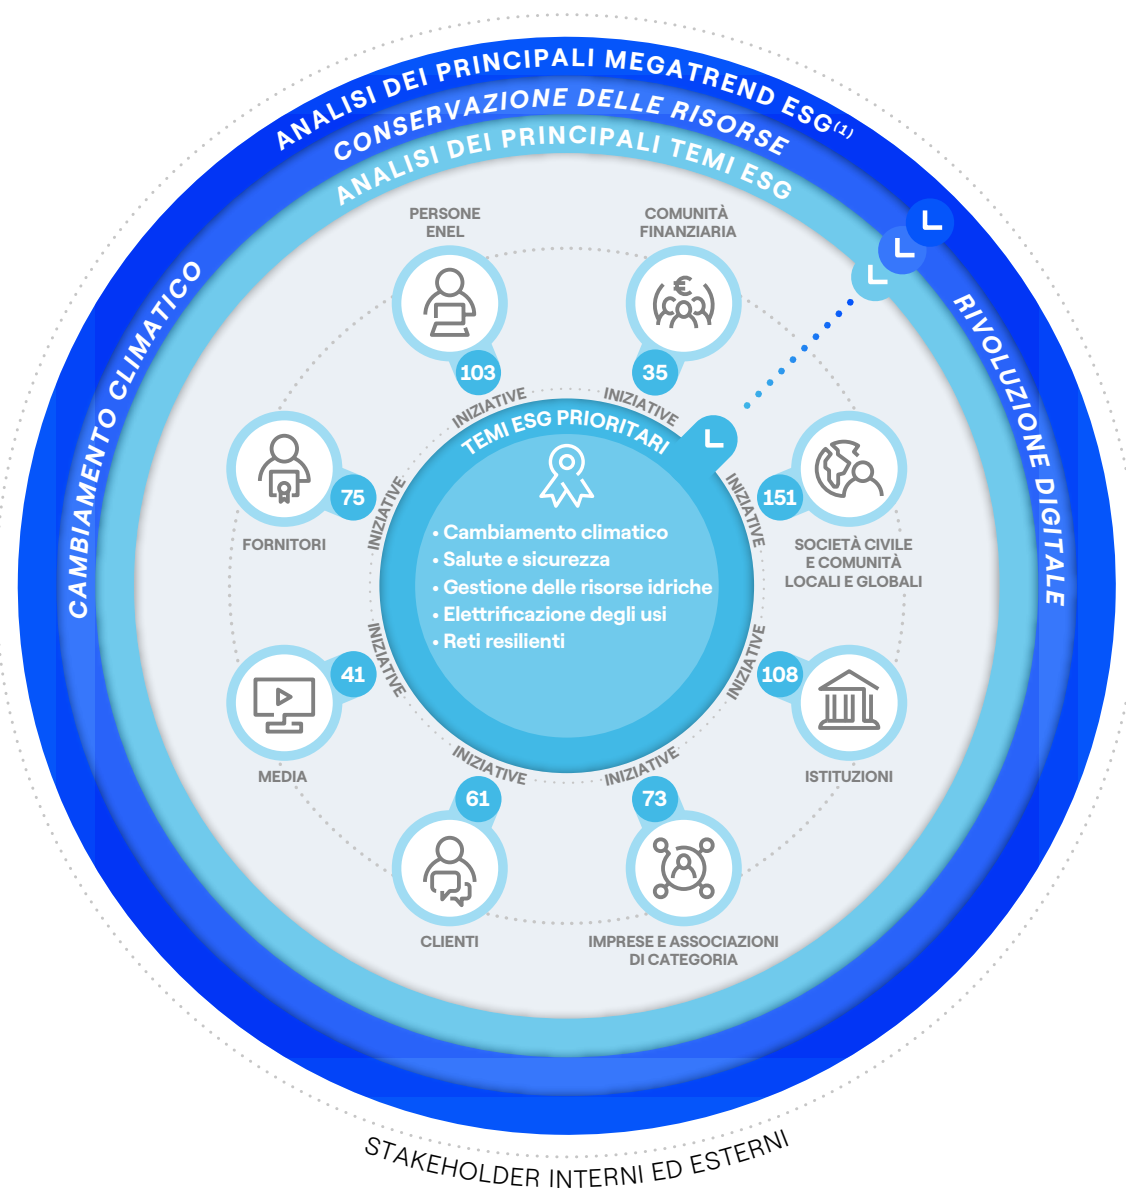 ANALISI DEI PRINCIPALI MEGATREND ESG(1)
CONSERVAZIONE DELLE RISORSE
ANALISI DEI PRINCIPALI TEMI ESG
CAMBIAMENTO CLIMATICO
RIVOLUZIONE DIGITALE
PERSONE
ENEL
103
INIZIATIVE
COMUNITÀ
FINANZIARIA
35
INIZIATIVE
FORNITORI
75
INIZIATIVE
151
INIZIATIVE
SOCIETÀ CIVILE
E COMUNITÀ
LOCALI E GLOBALI
TEMI ESG PRIORITARI
• Cambiamento climatico
• Salute e sicurezza
• Gestione delle risorse idriche
• Elettrificazione degli usi
• Reti resilienti
MEDIA
41
INIZIATIVE
108
INIZIATIVE
ISTITUZIONI
INIZIATIVE
61
CLIENTI
INIZIATIVE
73
IMPRESE E ASSOCIAZIONI
DI CATEGORIA
STAKEHOLDER INTERNI ED ESTERNI